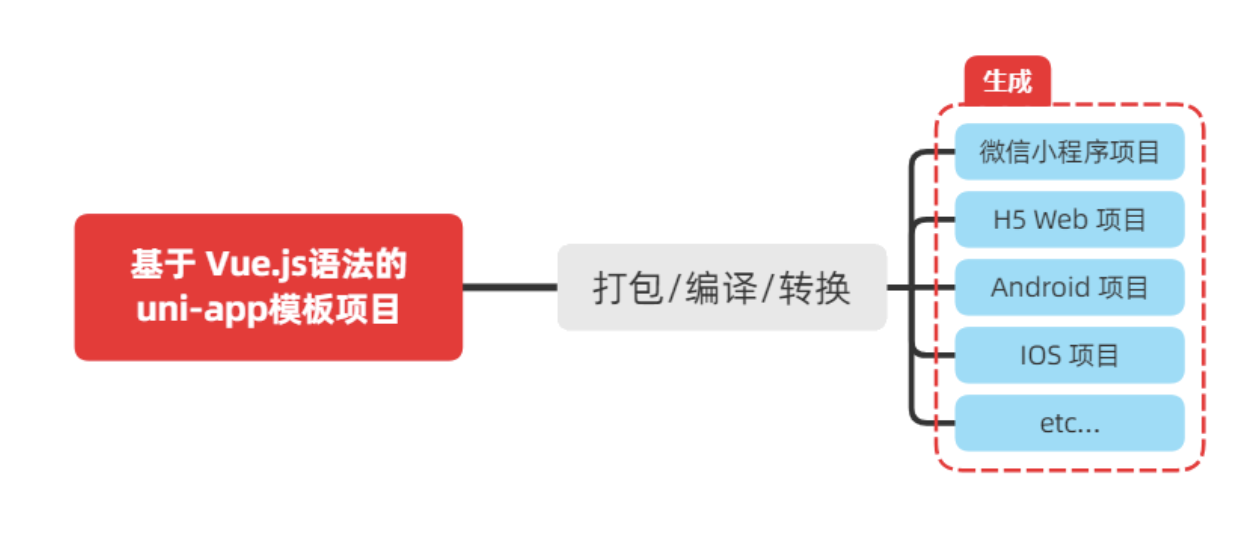 生成
微信小程序项目
H5 Web 项目
基于 Vue.js语法的
uni-app模板项目
打包/编译/转换
Android 项目
IOS 项目
etc...